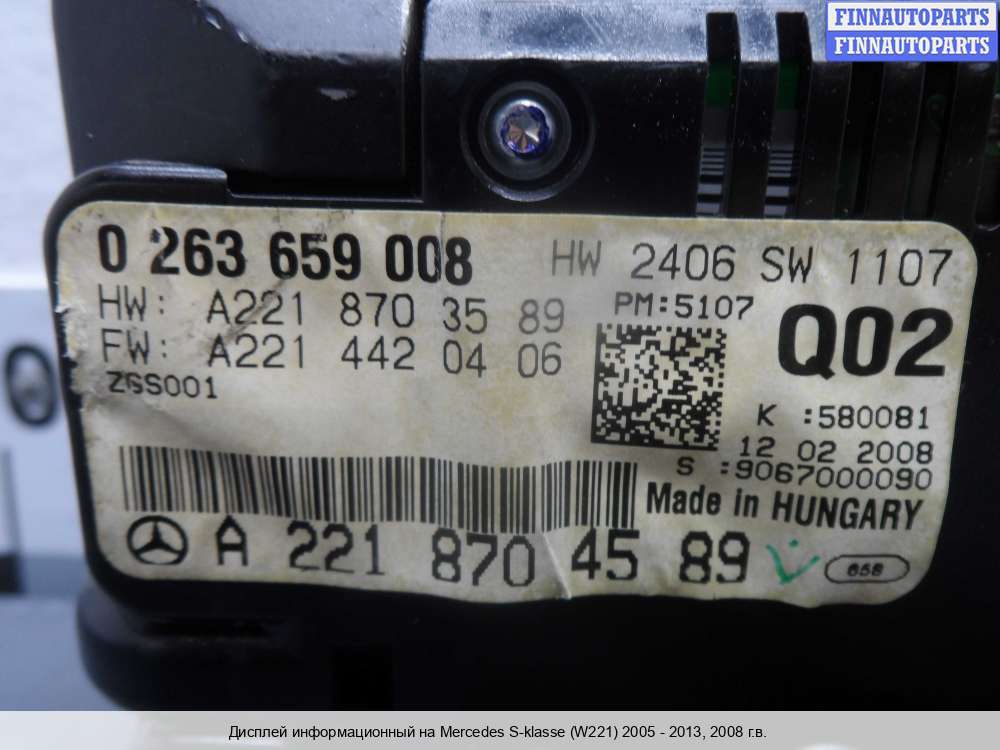 FINNAUTOPARTS
FINNAUTOPARTS
0 263 659 008 HW 2406 SW 1107
HW: A221 870 35 89 PM:5107
FW: A221 442 04 06 Q02
ZGS001
K :580081
12 02 2008
S :9067000090
Made in HUNGARY
A 221 870 45 89
658
Дисплей информационный на Mercedes S-klasse (W221) 2005 - 2013, 2008 г.в.